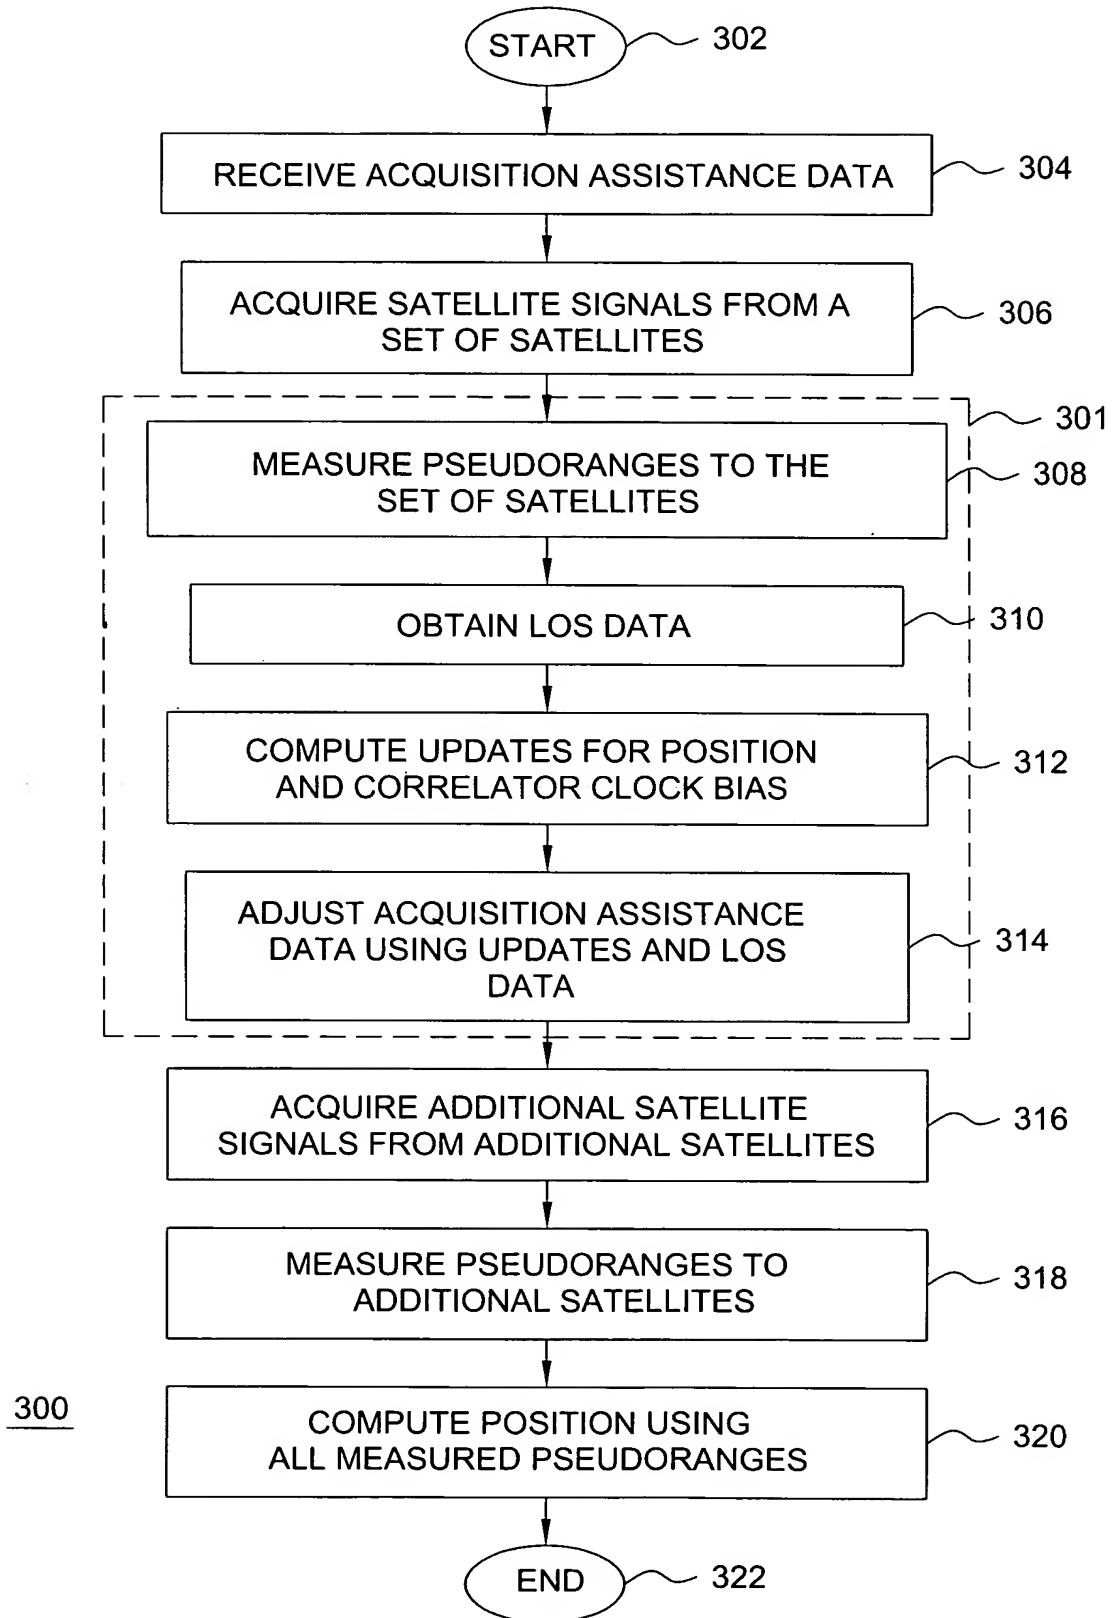 START
302
RECEIVE ACQUISITION ASSISTANCE DATA
304
ACQUIRE SATELLITE SIGNALS FROM A
SET OF SATELLITES
306
301
MEASURE PSEUDORANGES TO THE
SET OF SATELLITES
308
OBTAIN LOS DATA
310
COMPUTE UPDATES FOR POSITION
AND CORRELATOR CLOCK BIAS
312
ADJUST ACQUISITION ASSISTANCE
DATA USING UPDATES AND LOS
DATA
314
ACQUIRE ADDITIONAL SATELLITE
SIGNALS FROM ADDITIONAL SATELLITES
316
MEASURE PSEUDORANGES TO
ADDITIONAL SATELLITES
318
300
COMPUTE POSITION USING
ALL MEASURED PSEUDORANGES
320
END
322